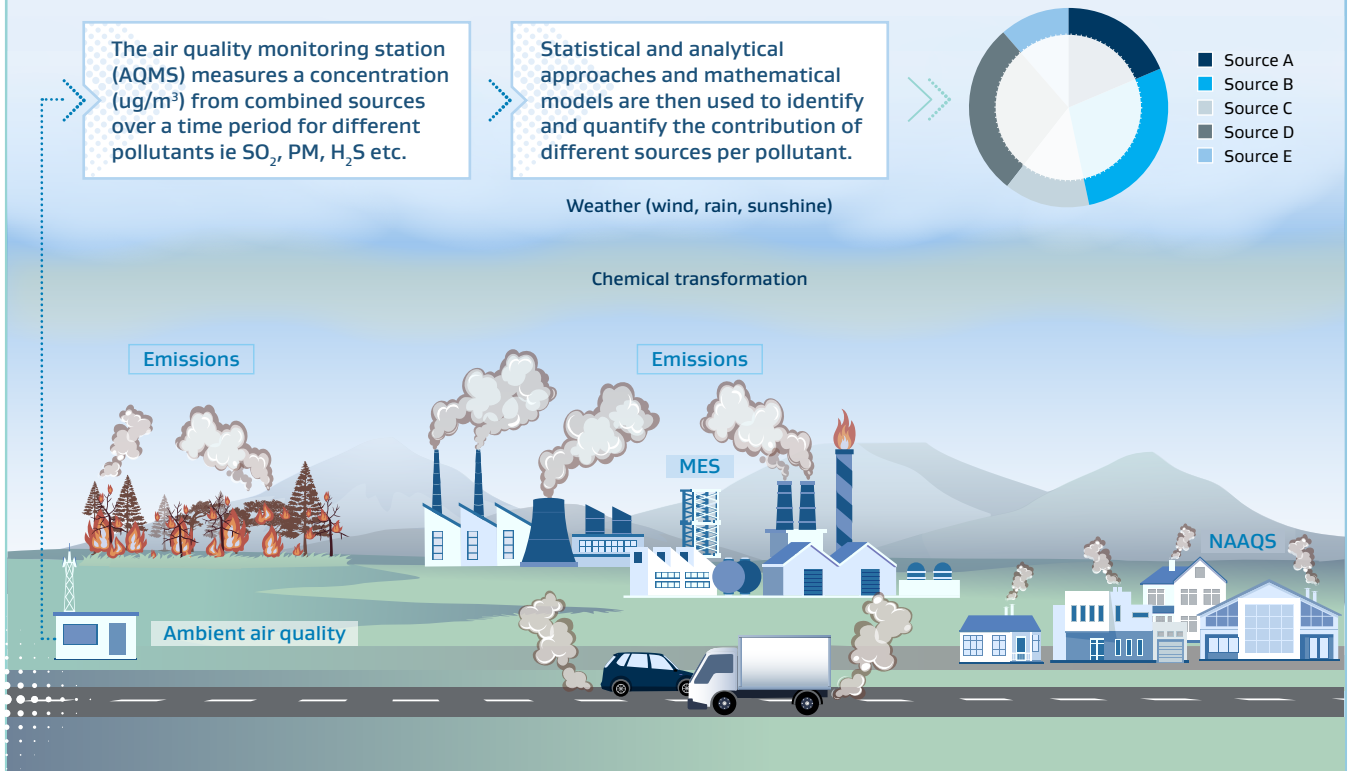 The air quality monitoring station
(AQMS) measures a concentration
(ug/m³) from combined sources
over a time period for different
pollutants ie SO₂, PM, H₂S etc.
Statistical and analytical
approaches and mathematical
models are then used to identify
and quantify the contribution of
different sources per pollutant.
Source A
Source B
Source C
Source D
Source E
Weather (wind, rain, sunshine)
Chemical transformation
Emissions
Emissions
MES
NAAQS
Ambient air quality